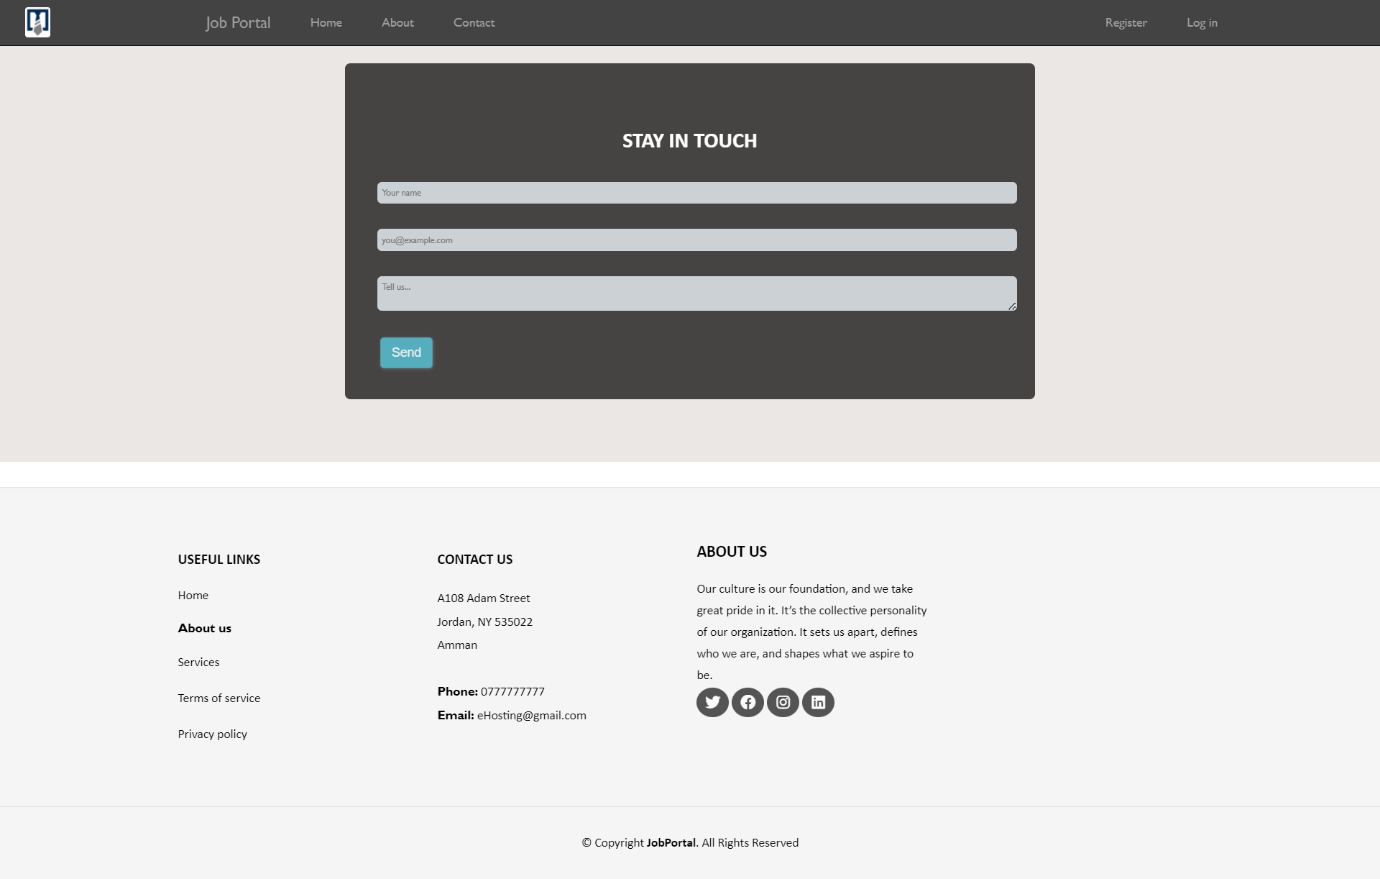 Job Portal Home About Contact Register Log in
STAY IN TOUCH
Your name
you@example.com
Tell us...
Send
USEFUL LINKS
Home
About us
Services
Terms of service
Privacy policy
CONTACT US
A108 Adam Street
Jordan, NY 535022
Amman
Phone: 0777777777
Email: eHosting@gmail.com
ABOUT US
Our culture is our foundation, and we take
great pride in it. It’s the collective personality
of our organization. It sets us apart, defines
who we are, and shapes what we aspire to
be.
© Copyright JobPortal. All Rights Reserved